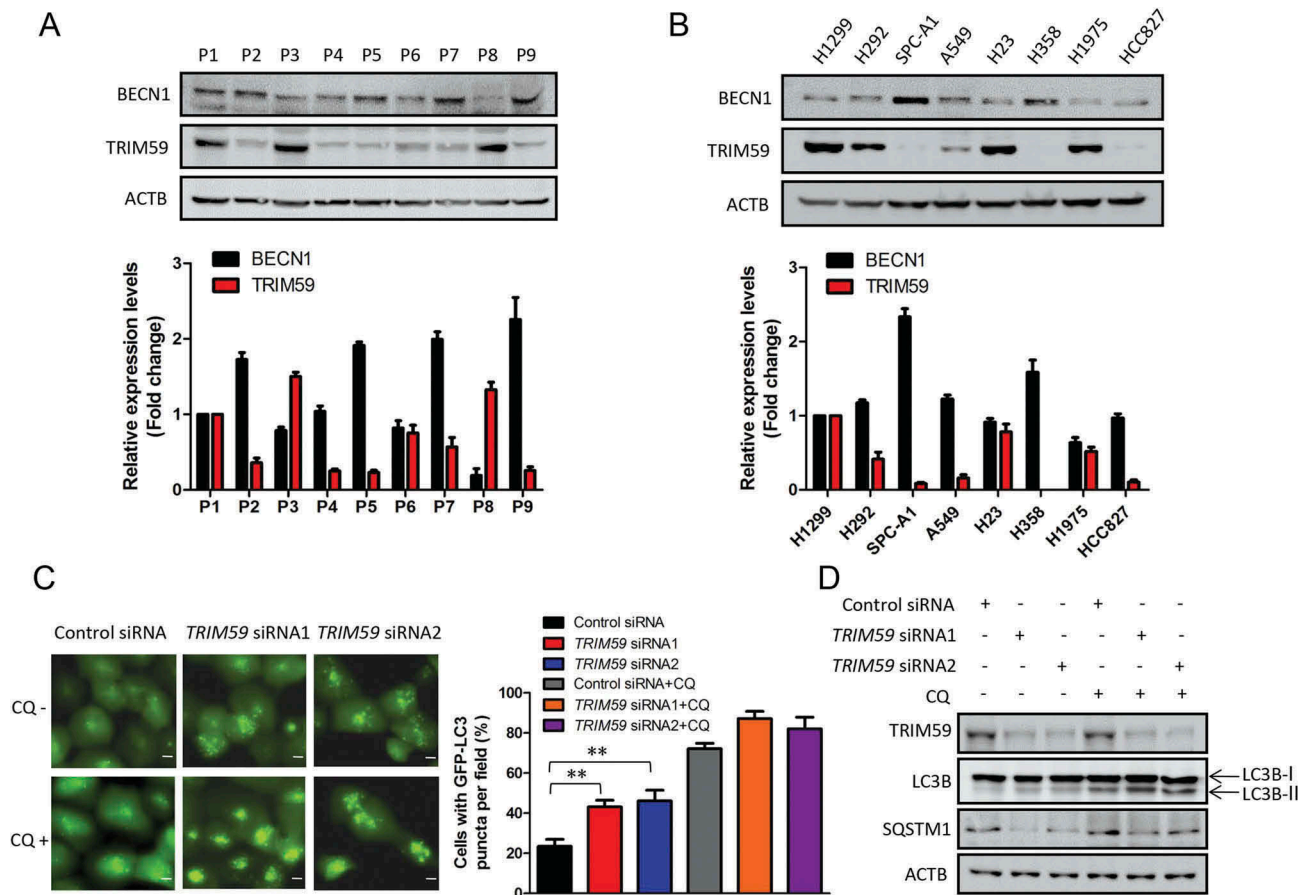 A
P1 P2 P3 P4 P5 P6 P7 P8 P9
BECN1
TRIM59
ACTB
BECN1
TRIM59
Relative expression levels
(Fold change)
3
2
1
0
P1 P2 P3 P4 P5 P6 P7 P8 P9
B
H1299 H292 SPC-A1 A549 H23 H358 H1975 HCC827
BECN1
TRIM59
ACTB
BECN1
TRIM59
Relative expression levels
(Fold change)
3
2
1
0
H1299 H292 SPC-A1 A549 H23 H358 H1975 HCC827
C
Control siRNA TRIM59 siRNA1 TRIM59 siRNA2
CQ -
CQ +
Control siRNA
TRIM59 siRNA1
TRIM59 siRNA2
Control siRNA+CQ
TRIM59 siRNA1+CQ
TRIM59 siRNA2+CQ
Cells with GFP-LC3
puncta per field (%)
100
80
60
40
20
0
**
**
D
Control siRNA + - - + - -
TRIM59 siRNA1 - + - - + -
TRIM59 siRNA2 - - + - - +
CQ - - - + + +
TRIM59
LC3B
LC3B-I
LC3B-II
SQSTM1
ACTB